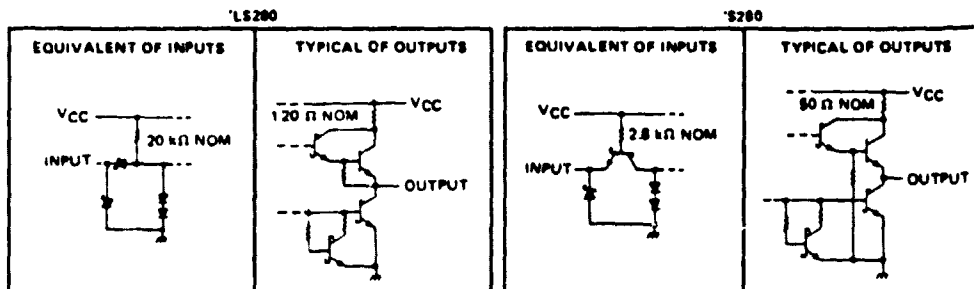 'LS280
'S280
EQUIVALENT OF INPUTS
TYPICAL OF OUTPUTS
EQUIVALENT OF INPUTS
TYPICAL OF OUTPUTS
VCC
20 kΩ NOM
INPUT
VCC
120 Ω NOM
OUTPUT
VCC
2.8 kΩ NOM
INPUT
VCC
50 Ω NOM
OUTPUT